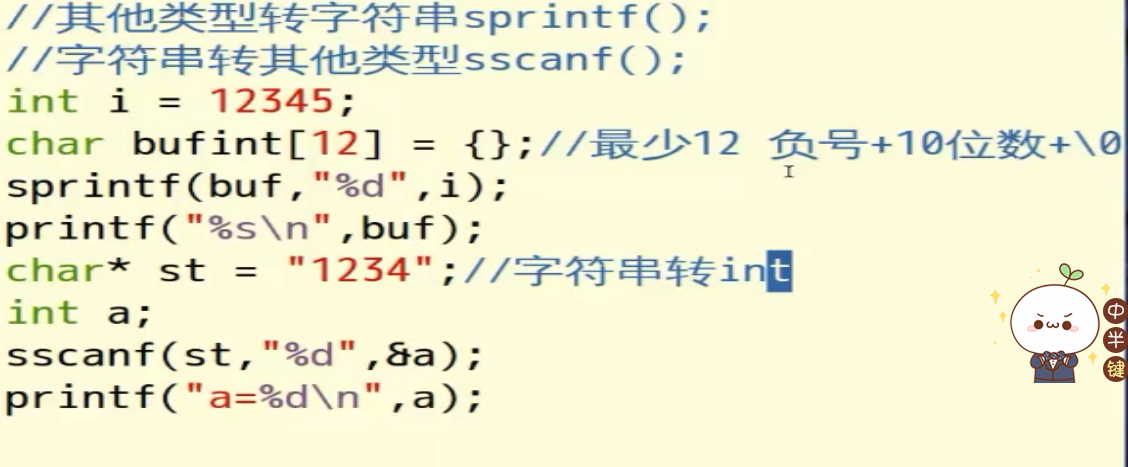 //其他类型转字符串sprintf();
//字符串转其他类型sscanf();
int i = 12345;
char bufint[12] = {};//最少12 负号+10位数+\0
sprintf(buf,"%d",i);
printf("%s\n",buf);
char* st = "1234";//字符串转int
int a;
sscanf(st,"%d",&a);
printf("a=%d\n",a);
中
半
键